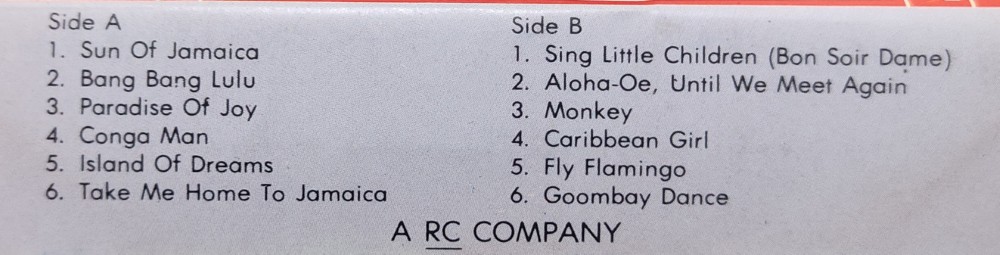 Side A
1. Sun Of Jamaica
2. Bang Bang Lulu
3. Paradise Of Joy
4. Conga Man
5. Island Of Dreams
6. Take Me Home To Jamaica
Side B
1. Sing Little Children (Bon Soir Dame)
2. Aloha-Oe, Until We Meet Again
3. Monkey
4. Caribbean Girl
5. Fly Flamingo
6. Goombay Dance
A RC COMPANY